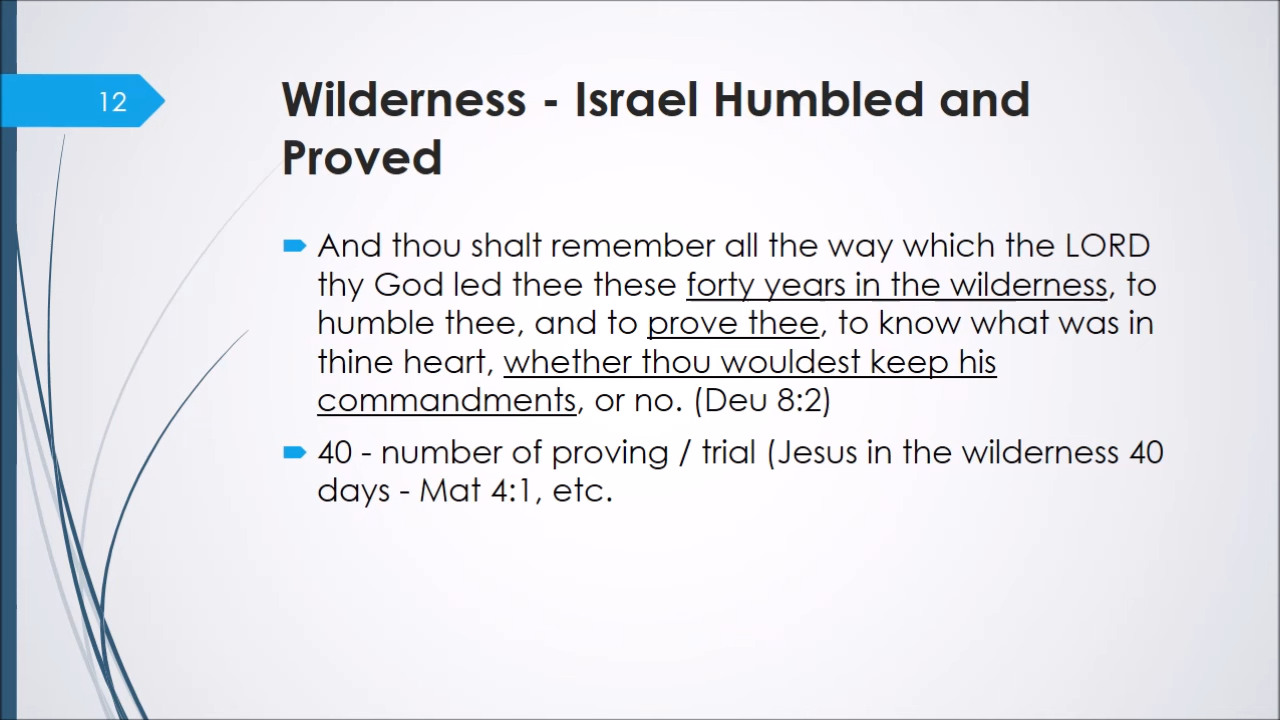 12
Wilderness - Israel Humbled and
Proved
And thou shalt remember all the way which the LORD
thy God led thee these forty years in the wilderness, to
humble thee, and to prove thee, to know what was in
thine heart, whether thou wouldest keep his
commandments, or no. (Deu 8:2)
40 - number of proving / trial (Jesus in the wilderness 40
days - Mat 4:1, etc.